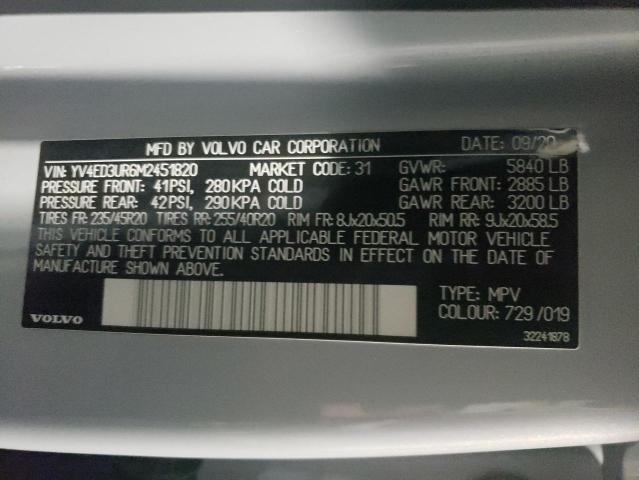 MFD BY VOLVO CAR CORPORATION DATE: 09/20
VIN: YV4ED3UR6M2451820 MARKET CODE: 31 GVWR: 5840 LB
PRESSURE FRONT: 41PSI, 280KPA COLD GAWR FRONT: 2885 LB
PRESSURE REAR: 42PSI, 290KPA COLD GAWR REAR: 3200 LB
TIRES FR: 235/45R20 TIRES RR: 255/40R20 RIM FR: 8Jx20x50.5 RIM RR: 9Jx20x58.5
THIS VEHICLE CONFORMS TO ALL APPLICABLE FEDERAL MOTOR VEHICLE
SAFETY AND THEFT PREVENTION STANDARDS IN EFFECT ON THE DATE OF
MANUFACTURE SHOWN ABOVE.
TYPE: MPV
COLOUR: 729/019
VOLVO 32241878